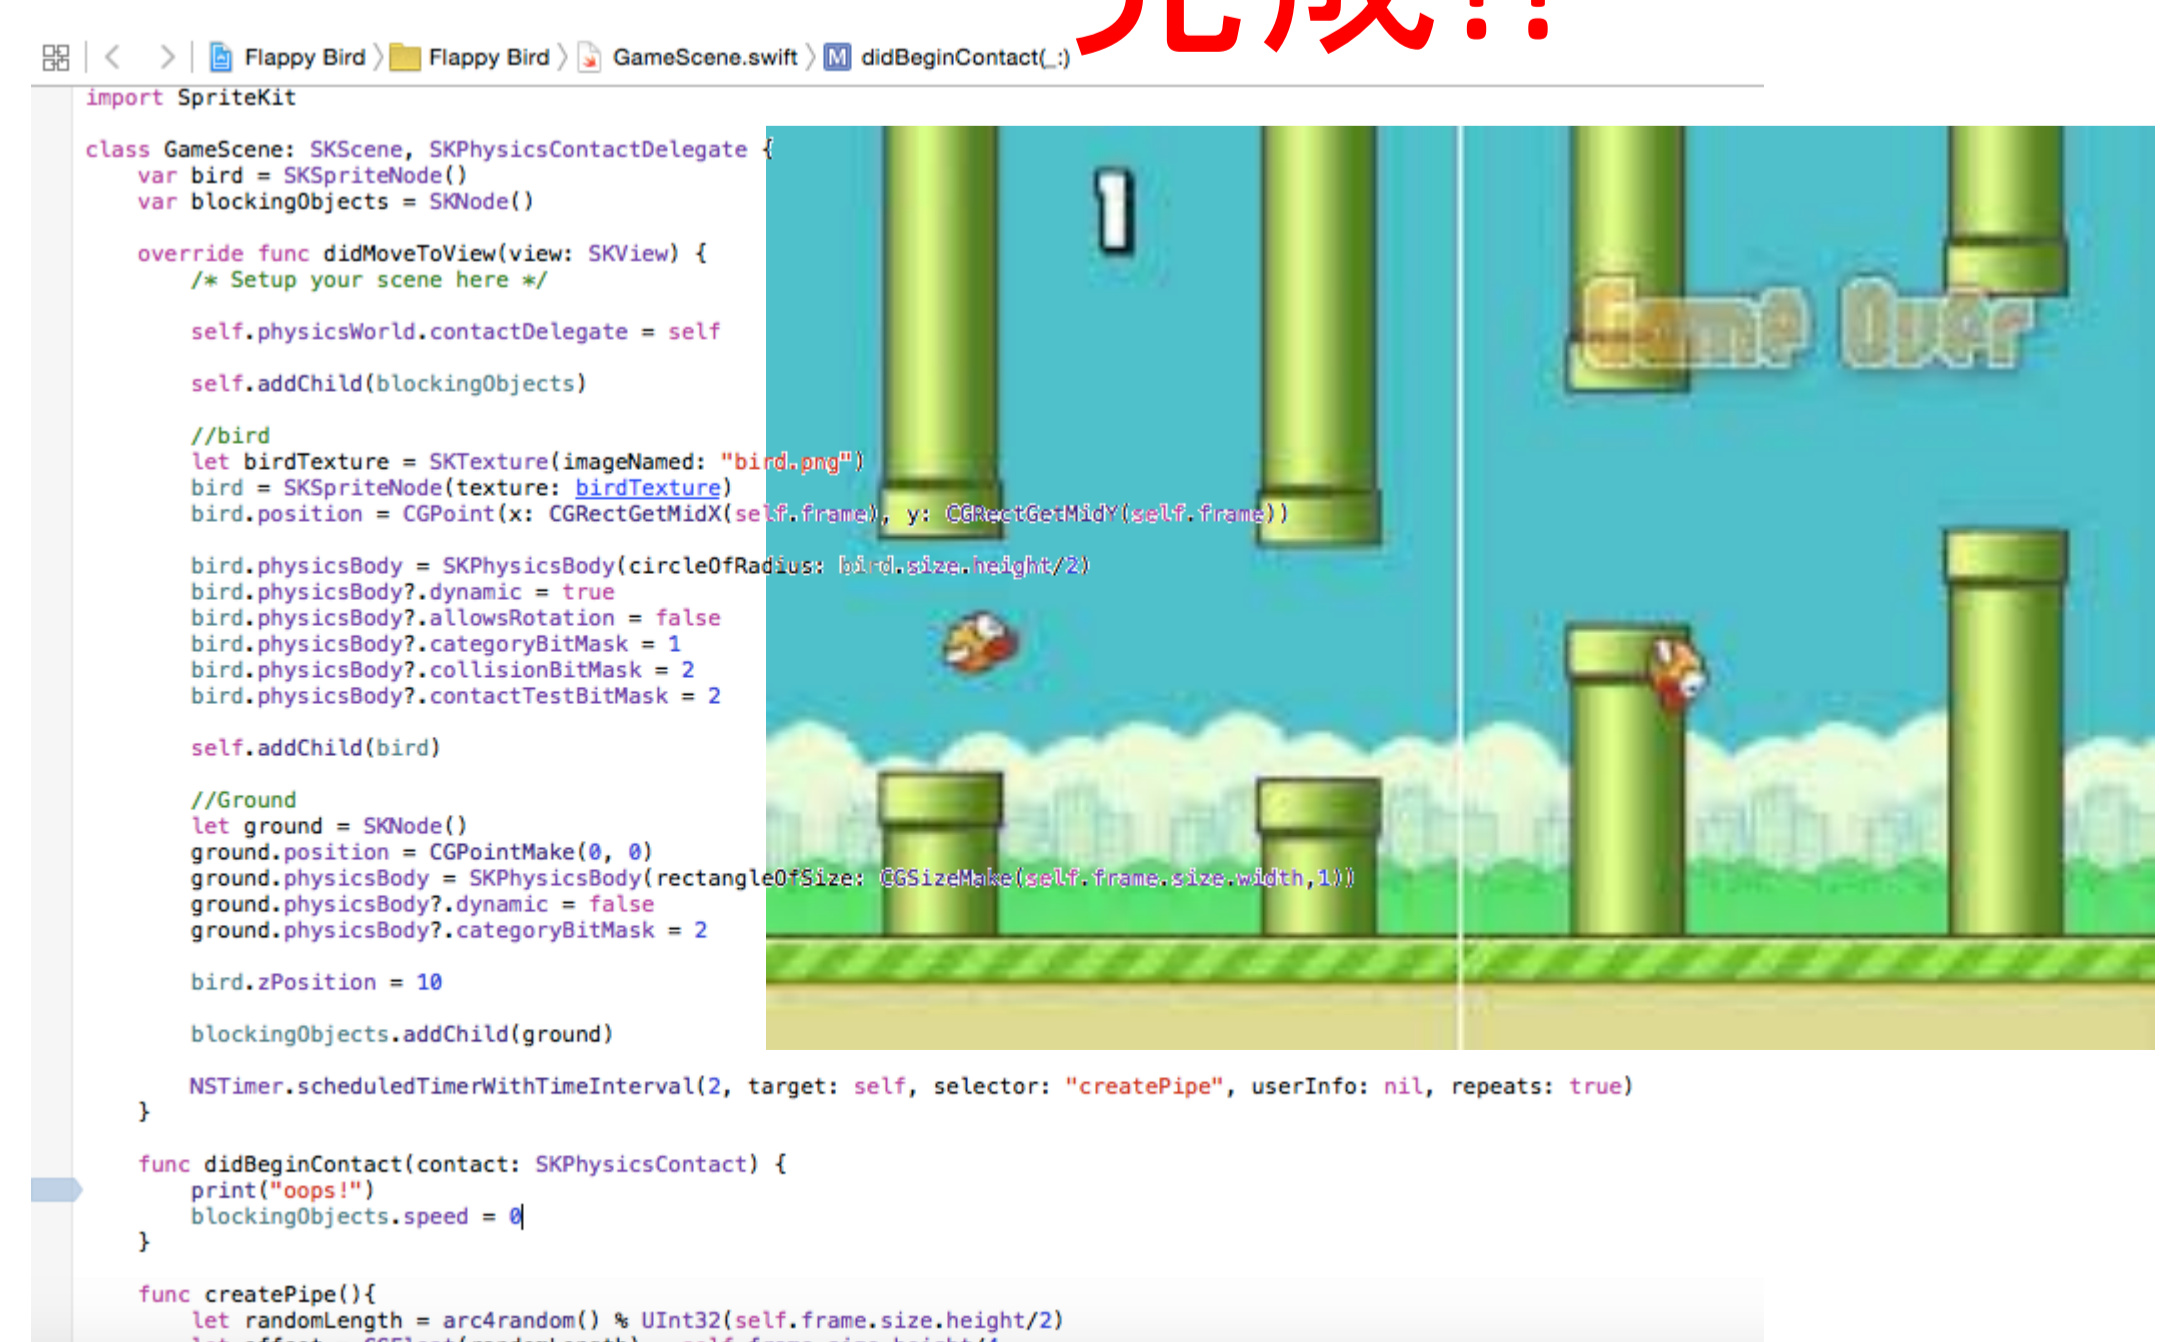 完成!!
Flappy Bird Flappy Bird GameScene.swift M didBeginContact(_:)
import SpriteKit
class GameScene: SKScene, SKPhysicsContactDelegate {
var bird = SKSpriteNode()
var blockingObjects = SKNode()
override func didMoveToView(view: SKView) {
/* Setup your scene here */
self.physicsWorld.contactDelegate = self
self.addChild(blockingObjects)
//bird
let birdTexture = SKTexture(imageNamed: "bird.png")
bird = SKSpriteNode(texture: birdTexture)
bird.position = CGPoint(x: CGRectGetMidX(self.frame), y: CGRectGetMidY(self.frame))
bird.physicsBody = SKPhysicsBody(circleOfRadius: bird.size.height/2)
bird.physicsBody?.dynamic = true
bird.physicsBody?.allowsRotation = false
bird.physicsBody?.categoryBitMask = 1
bird.physicsBody?.collisionBitMask = 2
bird.physicsBody?.contactTestBitMask = 2
self.addChild(bird)
//Ground
let ground = SKNode()
ground.position = CGPointMake(0, 0)
ground.physicsBody = SKPhysicsBody(rectangleOfSize: CGSizeMake(self.frame.size.width,1))
ground.physicsBody?.dynamic = false
ground.physicsBody?.categoryBitMask = 2
bird.zPosition = 10
blockingObjects.addChild(ground)
NSTimer.scheduledTimerWithTimeInterval(2, target: self, selector: "createPipe", userInfo: nil, repeats: true)
}
func didBeginContact(contact: SKPhysicsContact) {
print("oops!")
blockingObjects.speed = 0
}
func createPipe(){
let randomLength = arc4random() % UInt32(self.frame.size.height/2)
1
Game Over